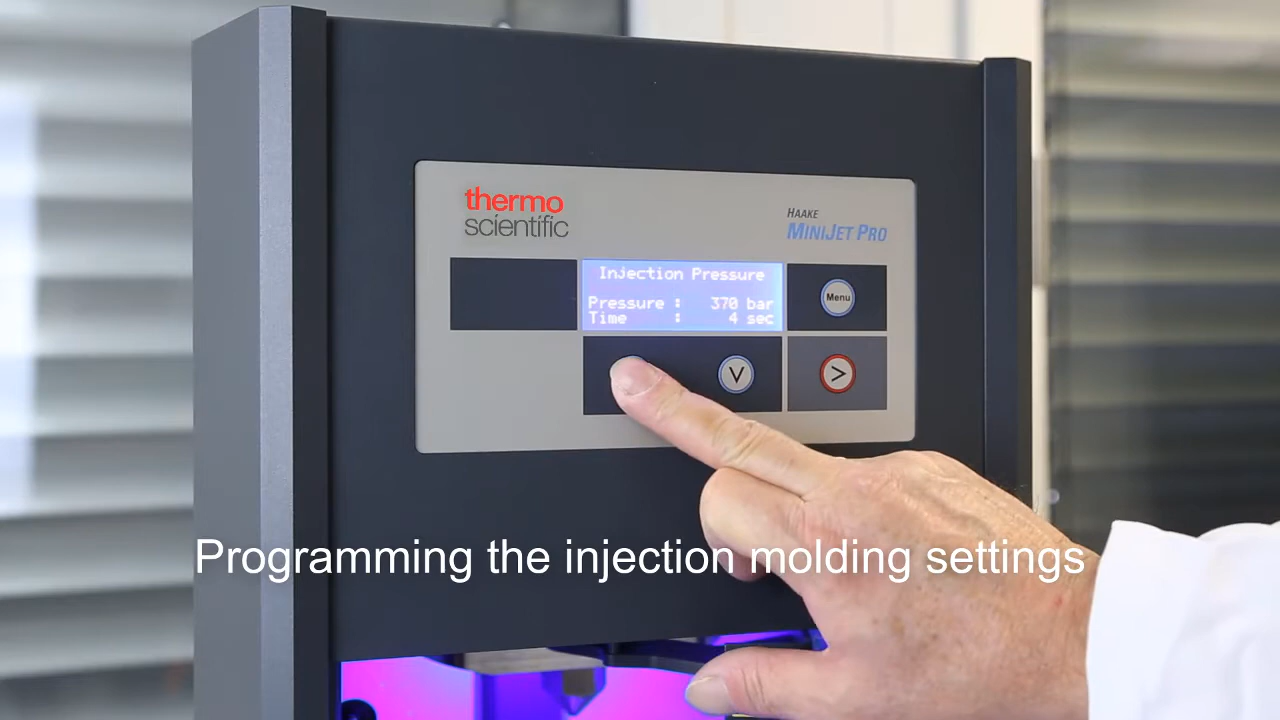 thermo
scientific
HAAKE
MINIJET PRO
Injection Pressure
Pressure : 370 bar
Time : 4 sec
Menu
V
>
Programming the injection molding settings